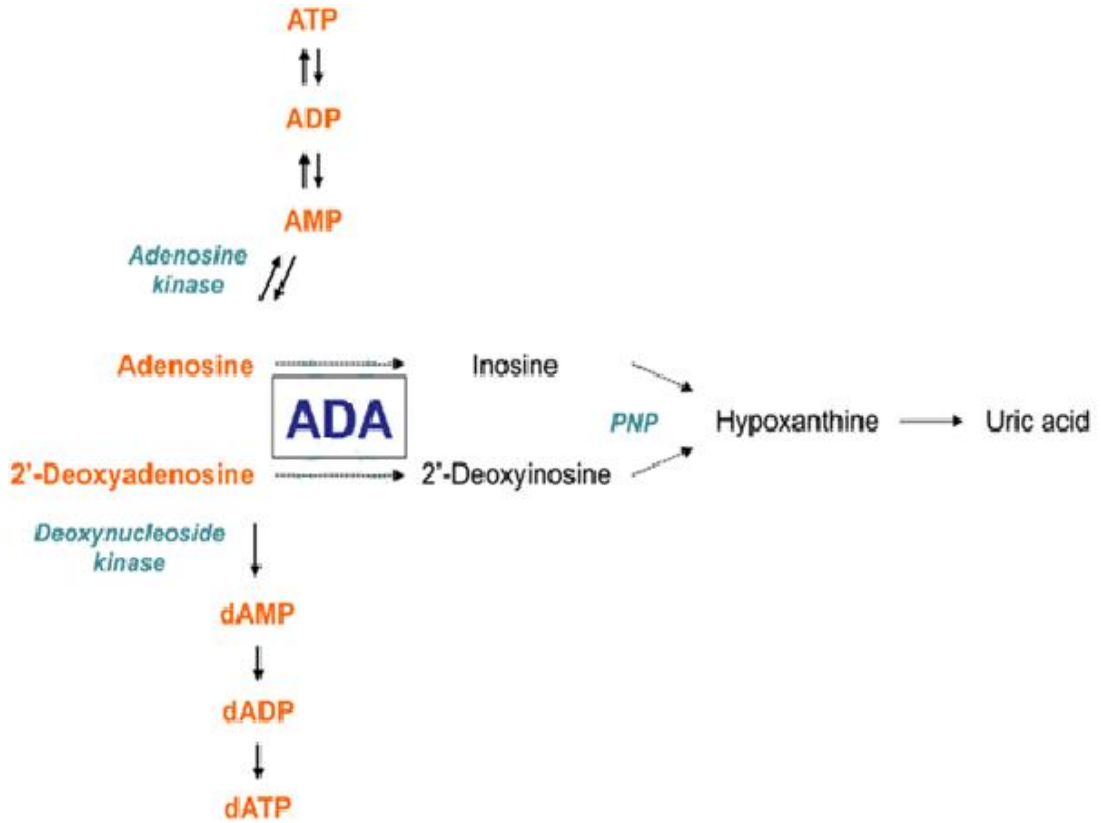 ATP
ADP
AMP
Adenosine
kinase
Adenosine
Inosine
ADA
PNP
Hypoxanthine
Uric acid
2'-Deoxyadenosine
2'-Deoxyinosine
Deoxynucleoside
kinase
dAMP
dADP
dATP